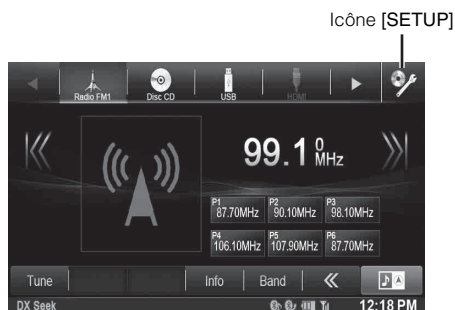 Icône [SETUP]
Radio FM1 Disc CD USB HDMI
99.1 0 MHz
P1 87.70MHz P2 90.10MHz P3 98.10MHz
P4 106.10MHz P5 107.90MHz P6 87.70MHz
Tune Info Band
DX Seek 12:18 PM